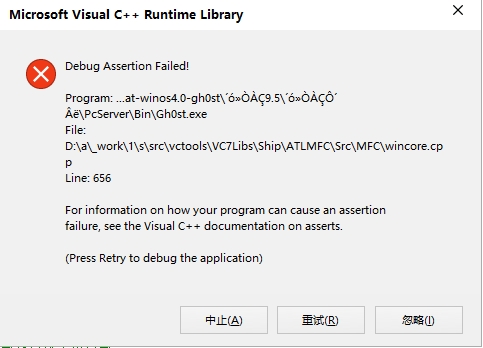 Microsoft Visual C++ Runtime Library
Debug Assertion Failed!
Program: ...at-winos4.0-gh0st\´ó»ÒÀÇ9.5\´ó»ÒÀÇÔ´
Âë\PcServer\Bin\Gh0st.exe
File:
D:\a\_work\1\s\src\vctools\VC7Libs\Ship\ATLMFC\Src\MFC\wincore.cp
p
Line: 656
For information on how your program can cause an assertion
failure, see the Visual C++ documentation on asserts.
(Press Retry to debug the application)
中止(A)
重试(R)
忽略(I)